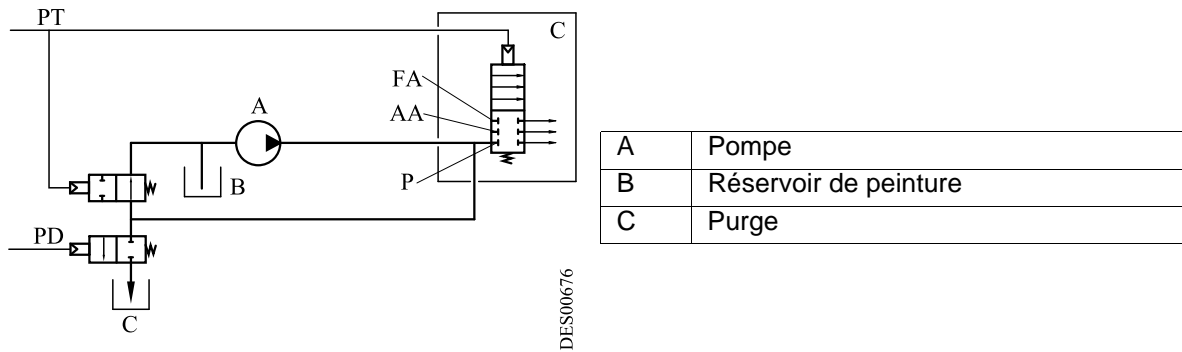 PT
C
FA
A
AA
B
P
PD
C
DES00676
A Pompe
B Réservoir de peinture
C Purge